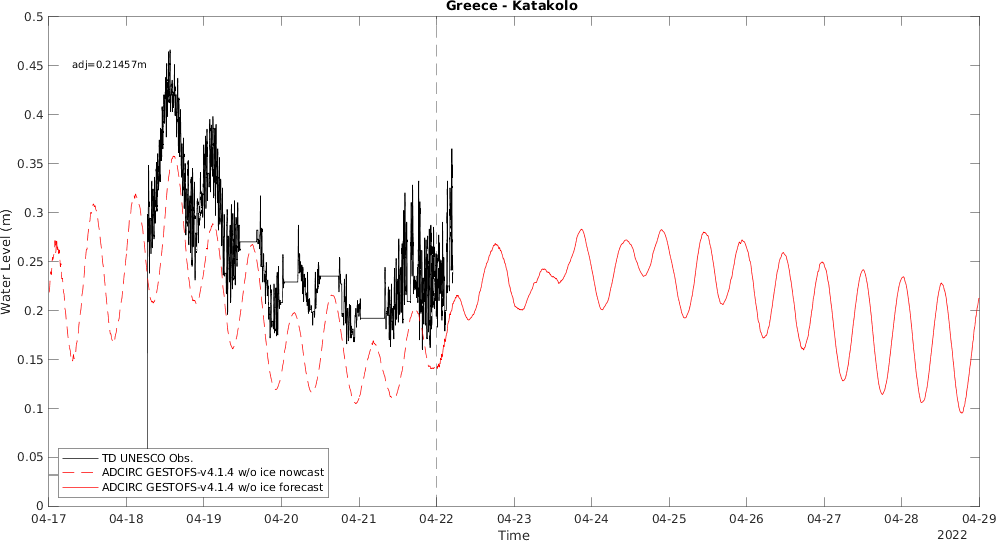 Greece - Katakolo
0.5
0.45
0.4
0.35
0.3
0.25
0.2
0.15
0.1
0.05
0
Water Level (m)
adj=0.21457m
TD UNESCO Obs.
ADCIRC GESTOFS-v4.1.4 w/o ice nowcast
ADCIRC GESTOFS-v4.1.4 w/o ice forecast
04-17 04-18 04-19 04-20 04-21 04-22 04-23 04-24 04-25 04-26 04-27 04-28 04-29
Time
2022